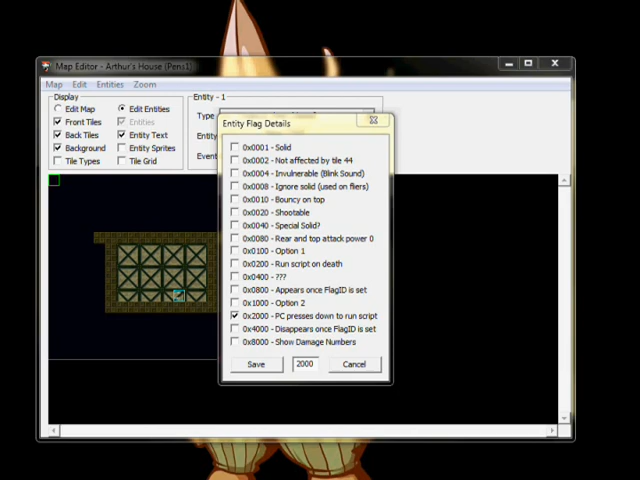 Map Editor - Arthur's House (Pens1)
Map Edit Entities Zoom
Display
Edit Map Edit Entities
Front Tiles Entities
Back Tiles Entity Text
Background Entity Sprites
Tile Types Tile Grid
Entity - 1
Type
Entity
Event
Entity Flag Details
0x0001 - Solid
0x0002 - Not affected by tile 44
0x0004 - Invulnerable (Blink Sound)
0x0008 - Ignore solid (used on fliers)
0x0010 - Bouncy on top
0x0020 - Shootable
0x0040 - Special Solid?
0x0080 - Rear and top attack power 0
0x0100 - Option 1
0x0200 - Run script on death
0x0400 - ???
0x0800 - Appears once FlagID is set
0x1000 - Option 2
0x2000 - PC presses down to run script
0x4000 - Disappears once FlagID is set
0x8000 - Show Damage Numbers
Save 2000 Cancel